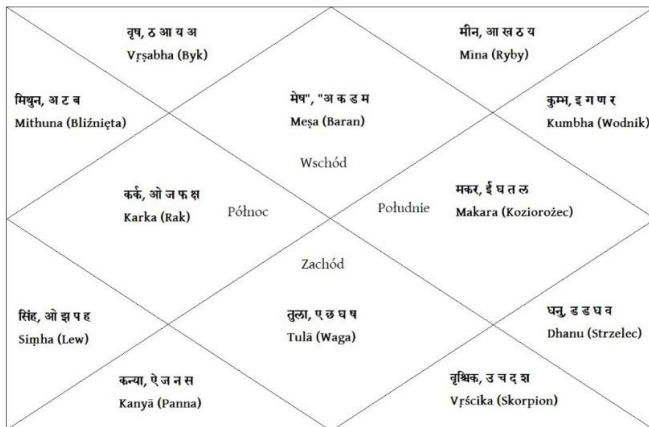 वृष, ठ आ य अ
Vṛṣabha (Byk)
मीन, आ ख ठ य
Mīna (Ryby)
मिथुन, अ ट ब
Mithuna (Bliźnięta)
मेष", "अ क ड म
Meṣa (Baran)
कुम्भ, इ ग ण र
Kumbha (Wodnik)
Wschód
कर्क, ओ ज फ क्ष
Karka (Rak)
Północ
Południe
मकर, ई घ त ल
Makara (Koziorożec)
Zachód
सिंह, ओ झ प ह
Siṃha (Lew)
तुला, ए छ घ ष
Tulā (Waga)
धनु, ड ड घ व
Dhanu (Strzelec)
कन्या, ऐ ज न स
Kanyā (Panna)
वृश्चिक, उ च द श
Vṛścika (Skorpion)